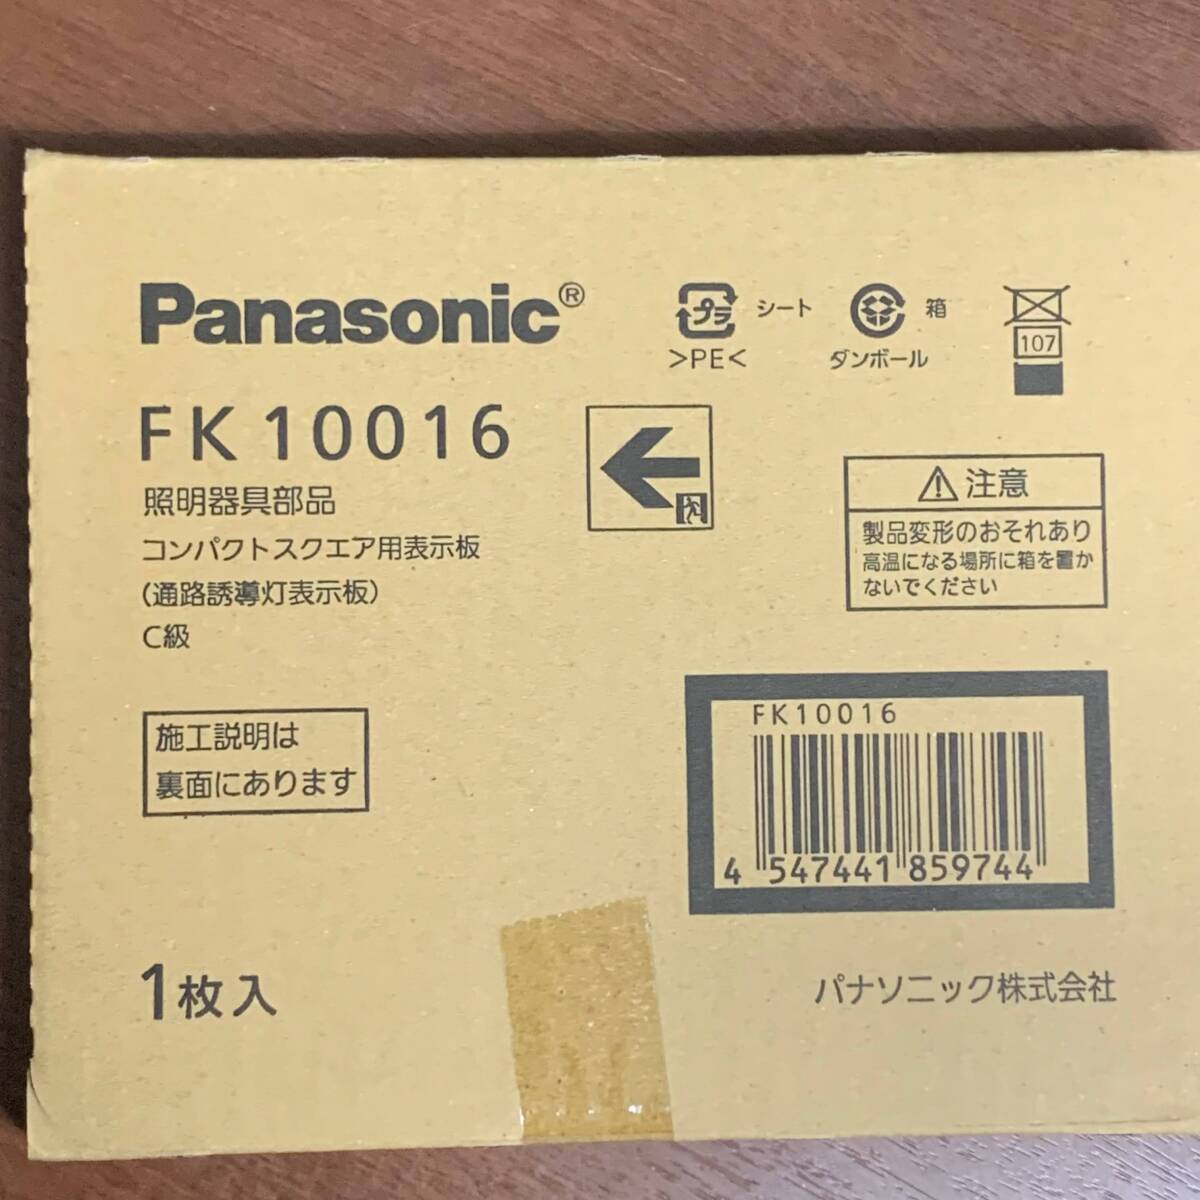 Panasonic®
FK10016
照明器具部品
コンパクトスクエア用表示板
(通路誘導灯表示板)
C級
施工説明は
裏面にあります
1枚入
プラ
シート
>PE<
箱
ダンボール
107
注意
製品変形のおそれあり
高温になる場所に箱を置か
ないでください
FK10016
4 547441 859744
パナソニック株式会社